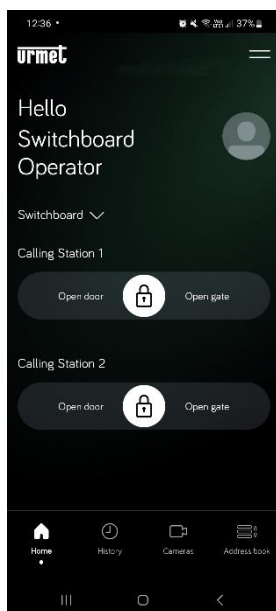 12:36
37%
urmet
Hello
Switchboard
Operator
Switchboard
Calling Station 1
Open door
Open gate
Calling Station 2
Open door
Open gate
Home
History
Cameras
Address book